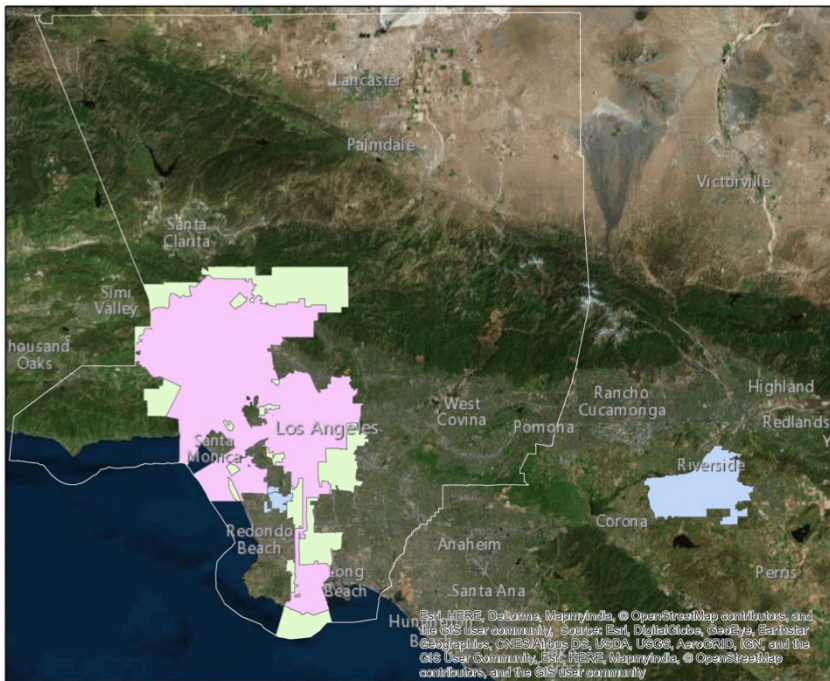 Lancaster
Palmdale
Victorville
Santa
Clarita
Simi
Valley
housand
Oaks
Los Angeles
West
Covina
Pomona
Rancho
Cucamonga
Highland
Redlands
Y
Santa
Monica
Riverside
Redondo
Beach
Corona
Anaheim
Long
Beach
Santa Ana
Perris
Esri, HERE, DeLorme, MapmyIndia, © OpenStreetMap contributors, and
the GIS user community, Source: Esri, DigitalGlobe, GeoEye, Earthstar
Geographics, CNES/Airbus DS, USDA, USGS, AeroGRID, IGN, and the
GIS User Community, Esri, HERE, MapmyIndia, © OpenStreetMap
contributors, and the GIS user community